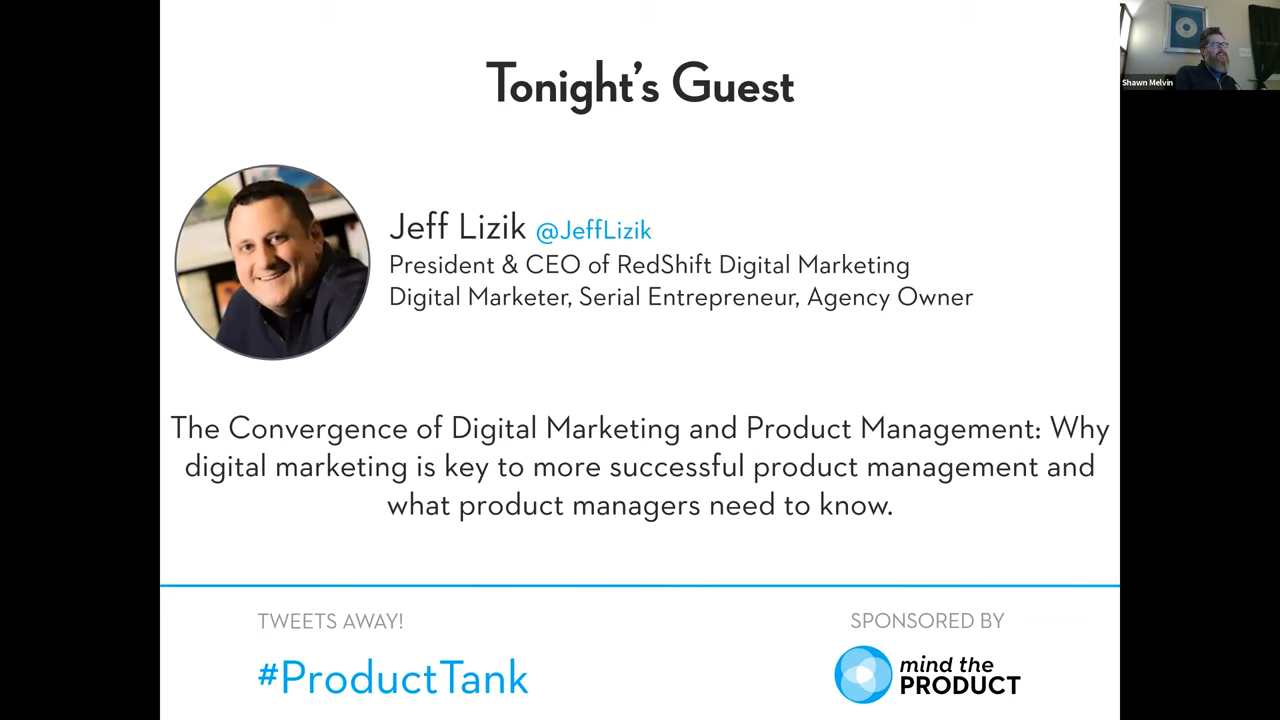 Tonight's Guest
Shawn Melvin
Jeff Lizik @JeffLizik
President & CEO of RedShift Digital Marketing
Digital Marketer, Serial Entrepreneur, Agency Owner
The Convergence of Digital Marketing and Product Management: Why
digital marketing is key to more successful product management and
what product managers need to know.
TWEETS AWAY!
#ProductTank
SPONSORED BY
mind the
PRODUCT